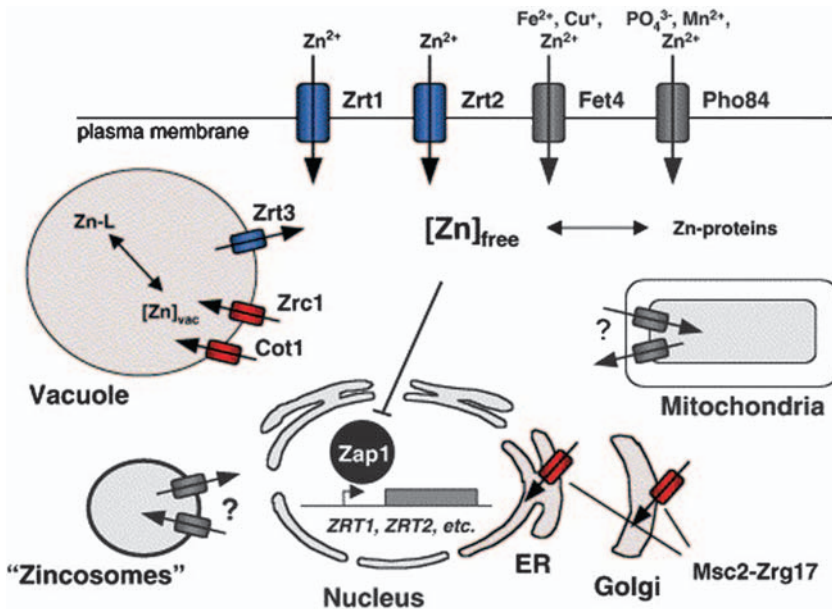 Zn²⁺ Zn²⁺ Fe²⁺, Cu⁺, PO₄³⁻, Mn²⁺,
Zn²⁺ Zn²⁺
Zrt1 Zrt2 Fet4 Pho84
plasma membrane
Zrt3
Zn-L
[Zn]free Zn-proteins
[Zn]vac Zrc1
Cot1
?
Vacuole
Mitochondria
Zap1
?
ZRT1, ZRT2, etc.
"Zincosomes"
Nucleus
ER
Golgi
Msc2-Zrg17